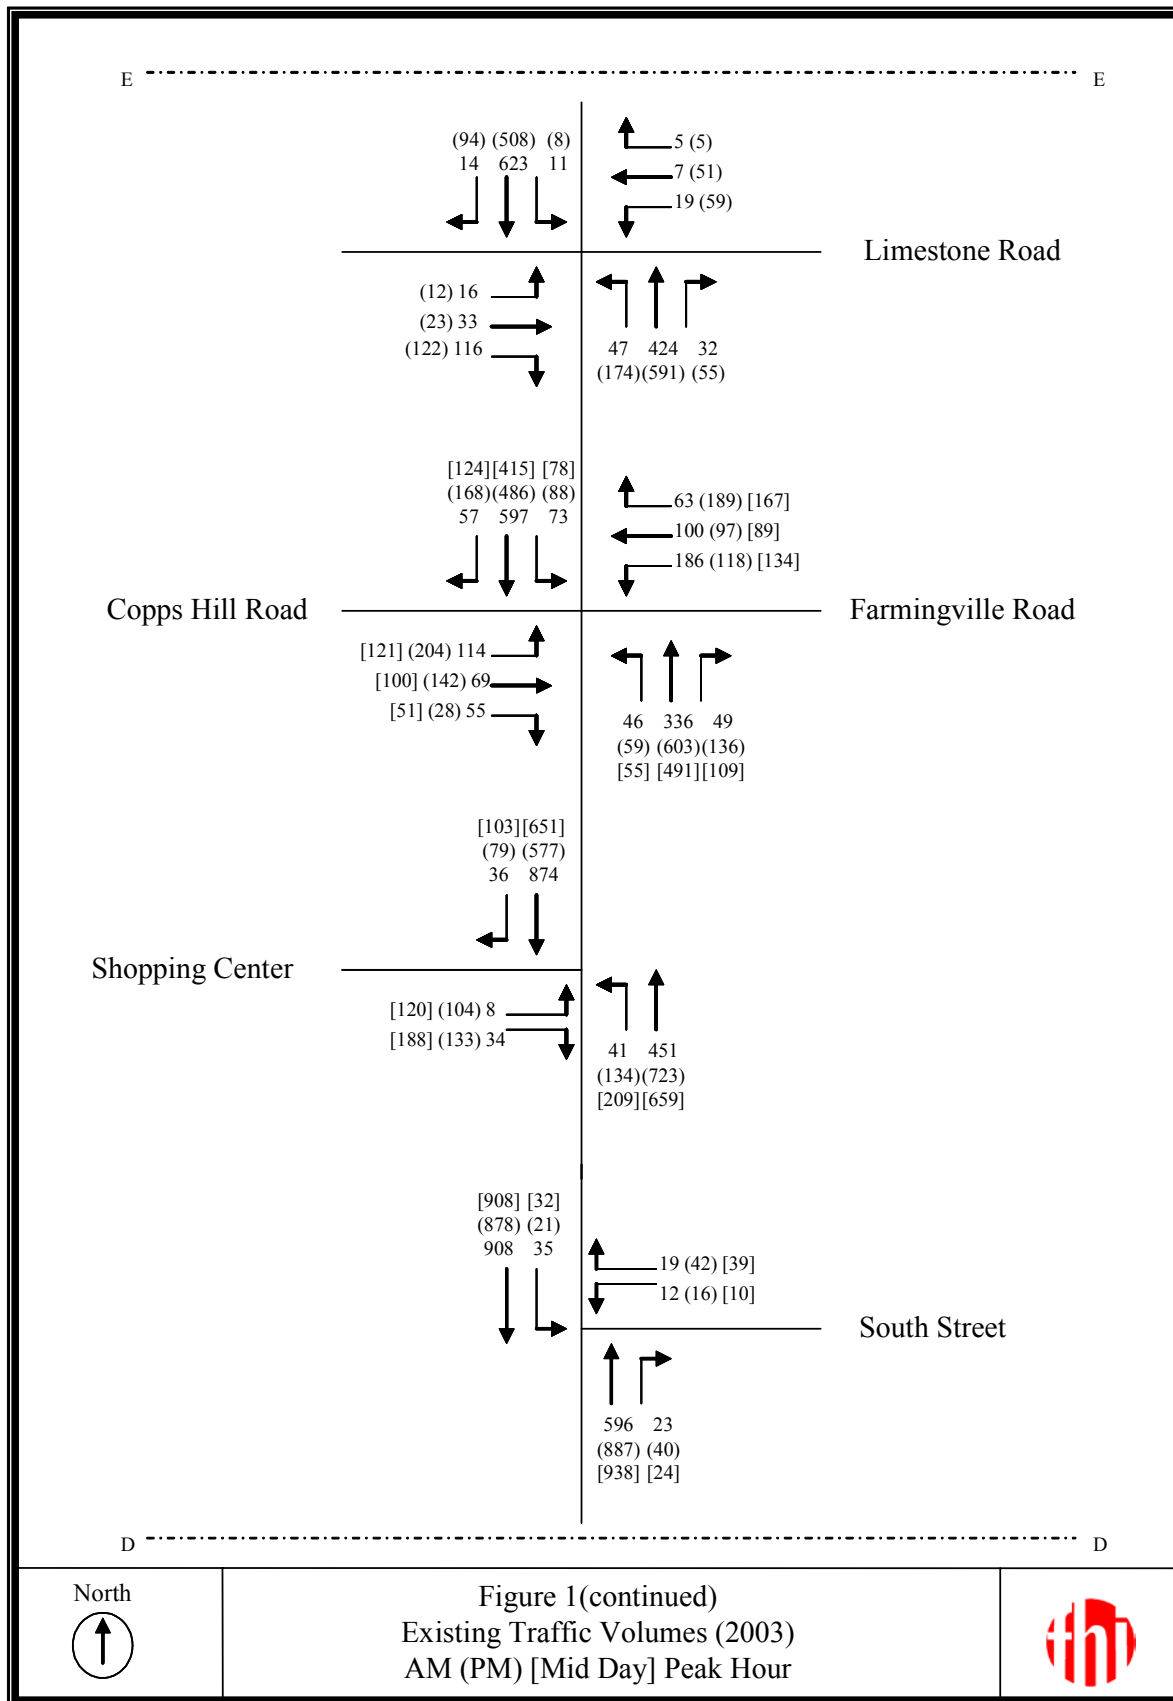 E E
(94) (508) (8)
14 623 11
5 (5)
7 (51)
19 (59)
Limestone Road
(12) 16
(23) 33
(122) 116
47 424 32
(174) (591) (55)
[124] [415] [78]
(168) (486) (88)
57 597 73
63 (189) [167]
100 (97) [89]
186 (118) [134]
Copps Hill Road Farmingville Road
[121] (204) 114
[100] (142) 69
[51] (28) 55
46 336 49
(59) (603) (136)
[55] [491] [109]
[103] [651]
(79) (577)
36 874
Shopping Center
[120] (104) 8
[188] (133) 34
41 451
(134) (723)
[209] [659]
[908] [32]
(878) (21)
908 35
19 (42) [39]
12 (16) [10]
South Street
596 23
(887) (40)
[938] [24]
D D
North
Figure 1(continued)
Existing Traffic Volumes (2003)
AM (PM) [Mid Day] Peak Hour
thn